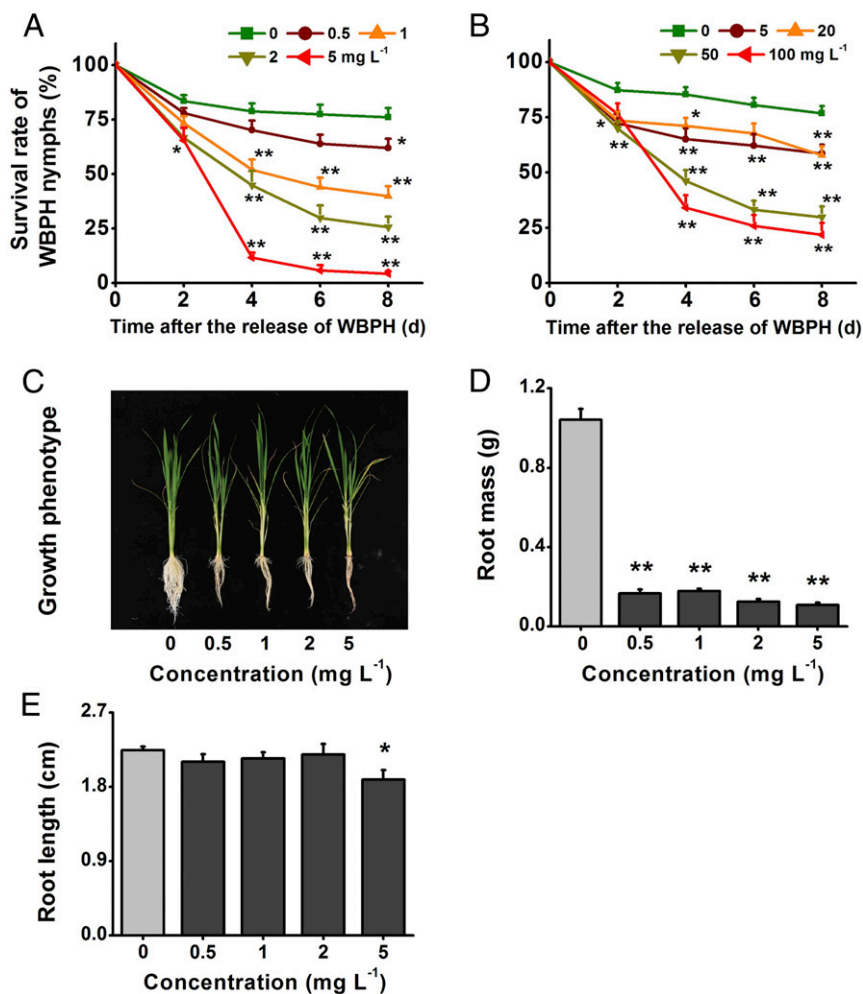 A
0 0.5 1
2 5 mg L⁻¹
Survival rate of
WBPH nymphs (%)
100
75
50
25
0
* ** ** **
** ** **
** ** **
*
0 2 4 6 8
Time after the release of WBPH (d)
B
0 5 20
50 100 mg L⁻¹
100
75
50
25
0
* ** * ** ** **
** ** ** ** **
** ** **
0 2 4 6 8
Time after the release of WBPH (d)
C
Growth phenotype
0 0.5 1 2 5
Concentration (mg L⁻¹)
D
Root mass (g)
1.2
0.8
0.4
0.0
** ** ** **
0 0.5 1 2 5
Concentration (mg L⁻¹)
E
Root length (cm)
2.7
1.8
0.9
0.0
*
0 0.5 1 2 5
Concentration (mg L⁻¹)